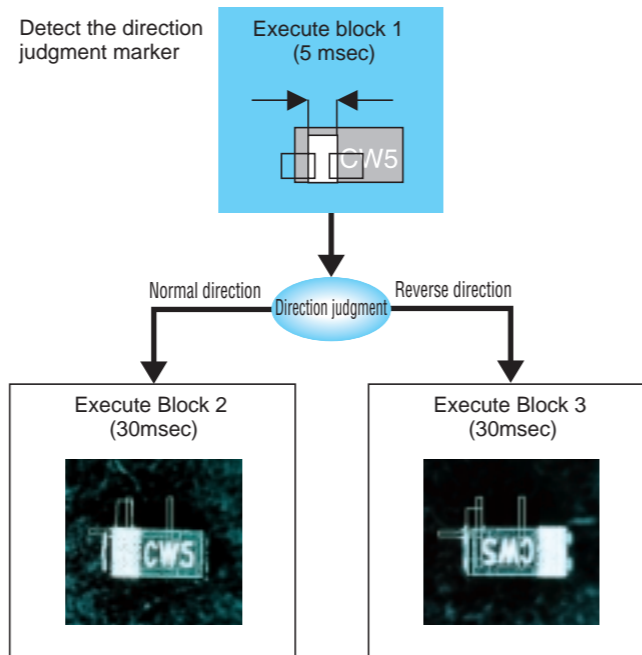 Detect the direction
judgment marker
Execute block 1
(5 msec)
CW5
Normal direction
Direction judgment
Reverse direction
Execute Block 2
(30msec)
CW5
Execute Block 3
(30msec)
CW5